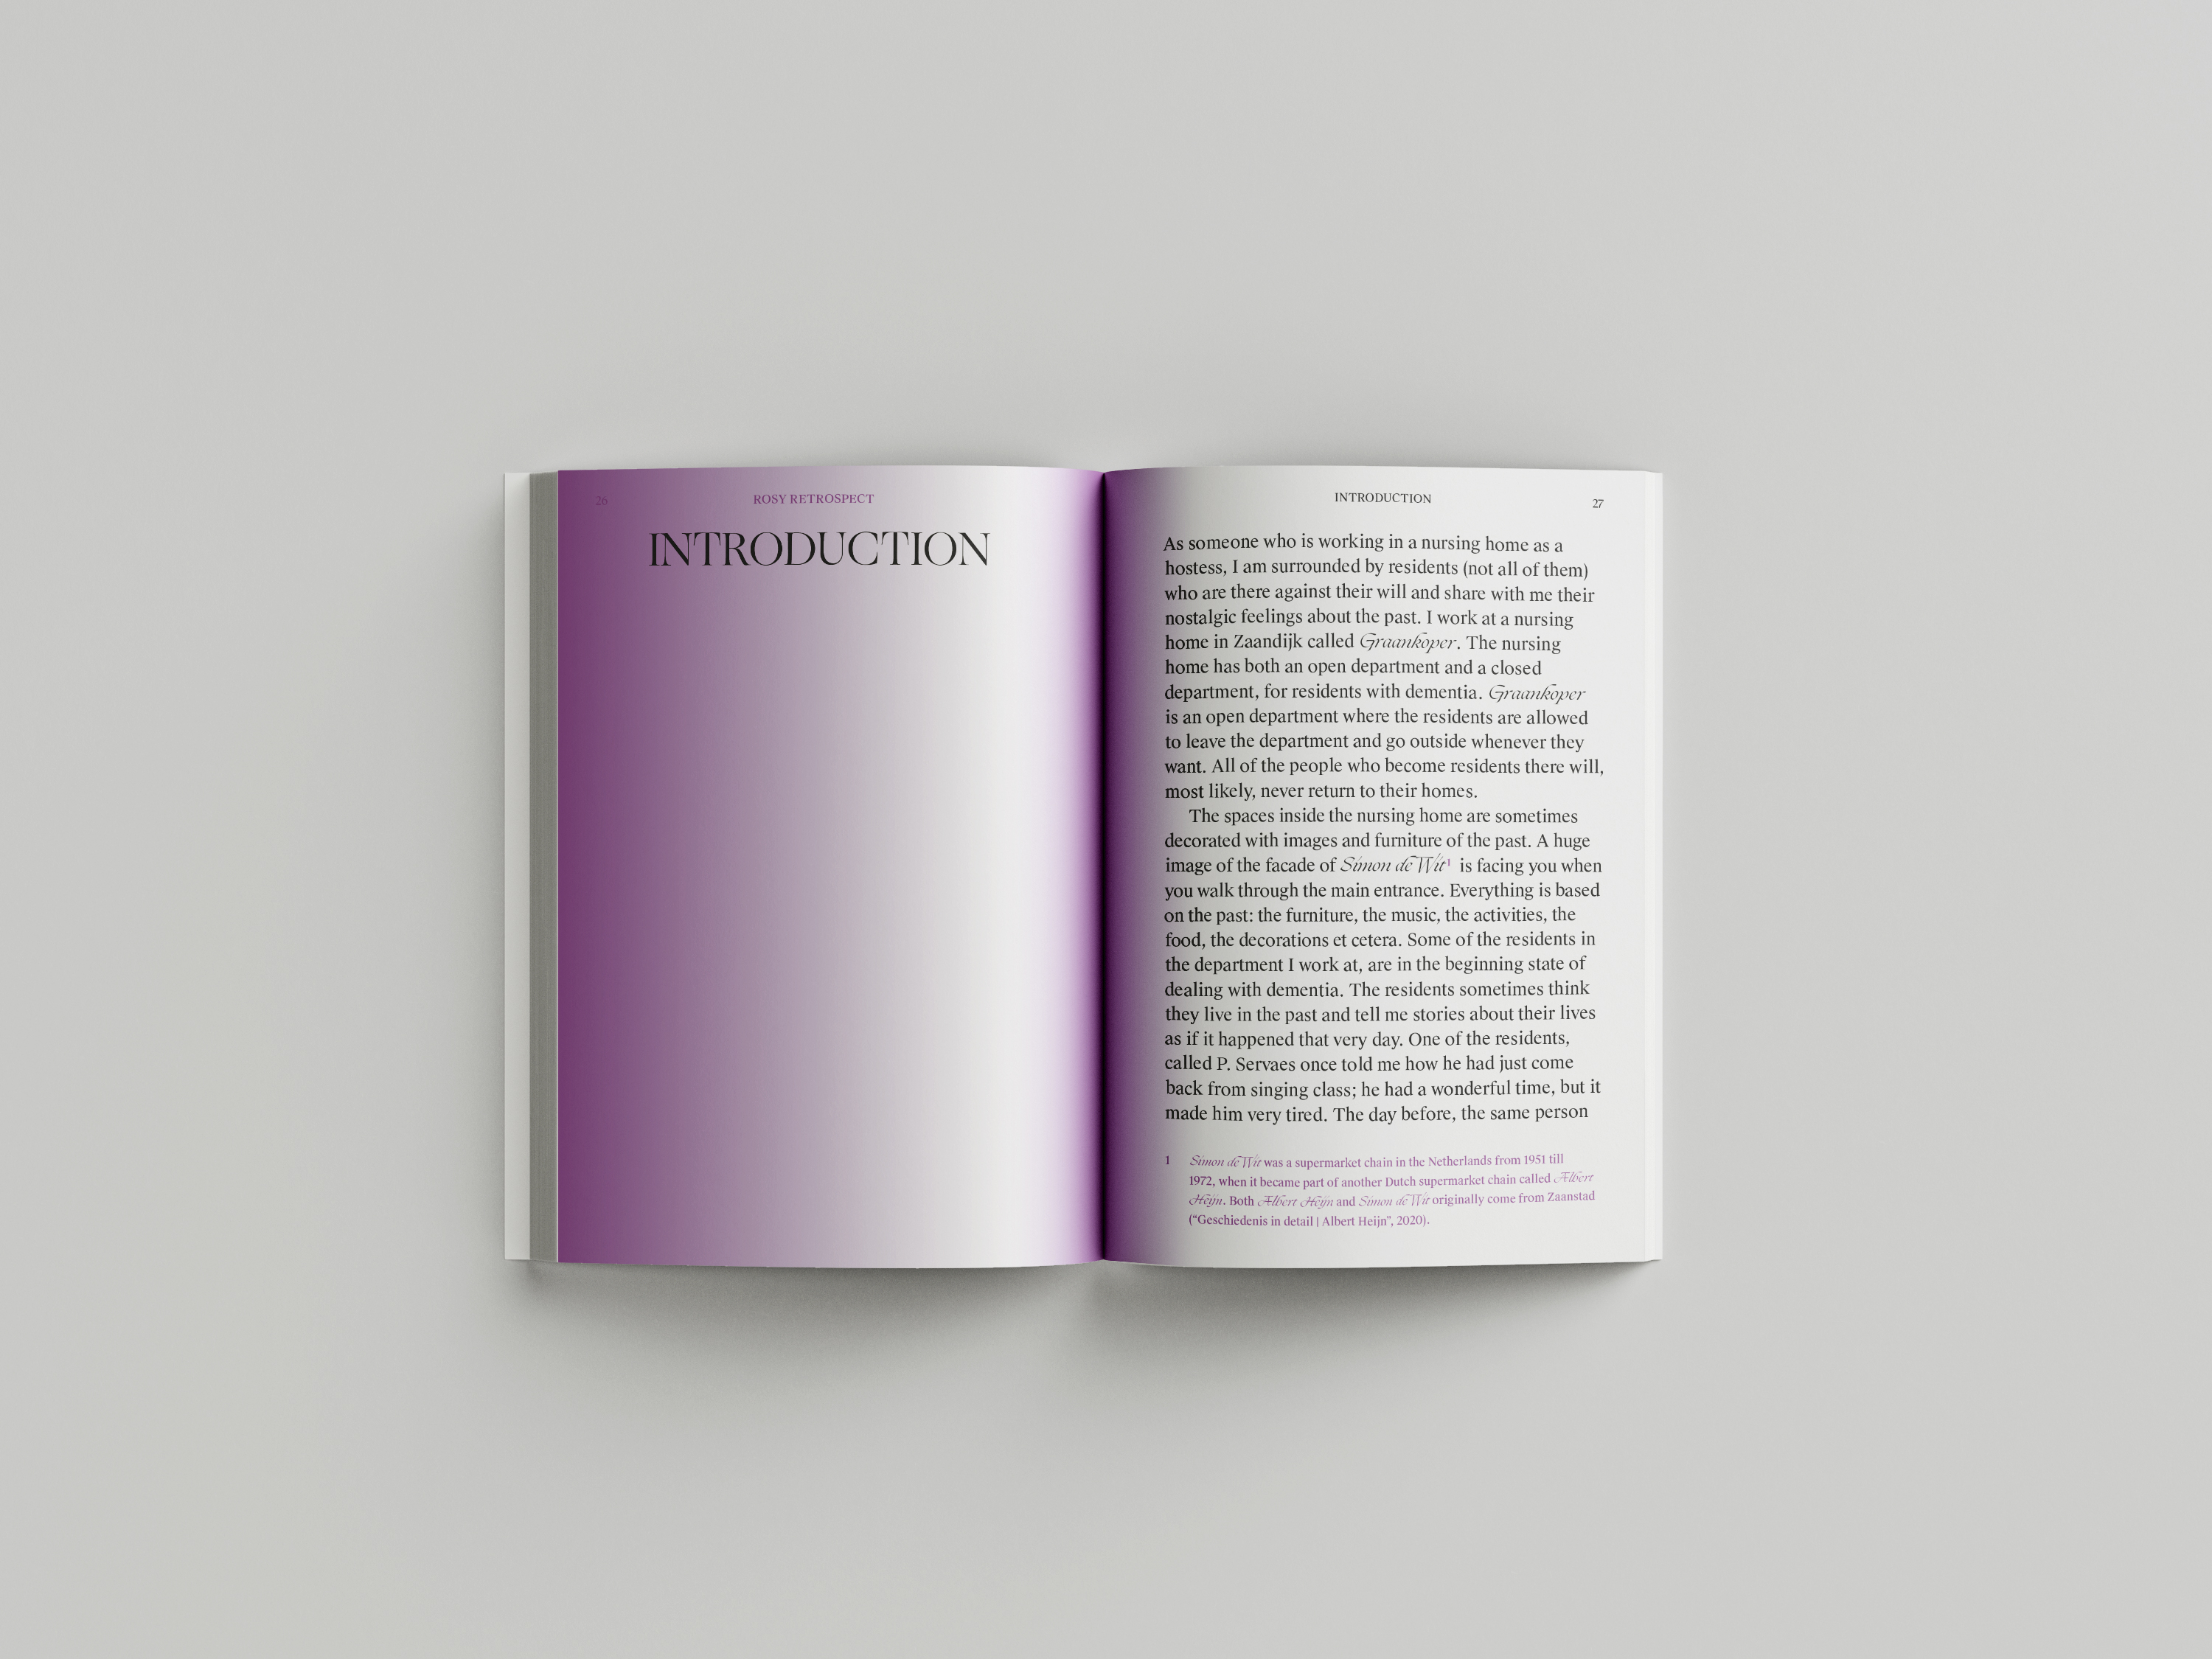 26
ROSY RETROSPECT
INTRODUCTION
INTRODUCTION
27
As someone who is working in a nursing home as a
hostess, I am surrounded by residents (not all of them)
who are there against their will and share with me their
nostalgic feelings about the past. I work at a nursing
home in Zaandijk called Graankoper. The nursing
home has both an open department and a closed
department, for residents with dementia. Graankoper
is an open department where the residents are allowed
to leave the department and go outside whenever they
want. All of the people who become residents there will,
most likely, never return to their homes.
The spaces inside the nursing home are sometimes
decorated with images and furniture of the past. A huge
image of the facade of Simon de Wit¹ is facing you when
you walk through the main entrance. Everything is based
on the past: the furniture, the music, the activities, the
food, the decorations et cetera. Some of the residents in
the department I work at, are in the beginning state of
dealing with dementia. The residents sometimes think
they live in the past and tell me stories about their lives
as if it happened that very day. One of the residents,
called P. Servaes once told me how he had just come
back from singing class; he had a wonderful time, but it
made him very tired. The day before, the same person
1 Simon de Wit was a supermarket chain in the Netherlands from 1951 till
1972, when it became part of another Dutch supermarket chain called Albert
Heijn. Both Albert Heijn and Simon de Wit originally come from Zaanstad
(“Geschiedenis in detail | Albert Heijn”, 2020).